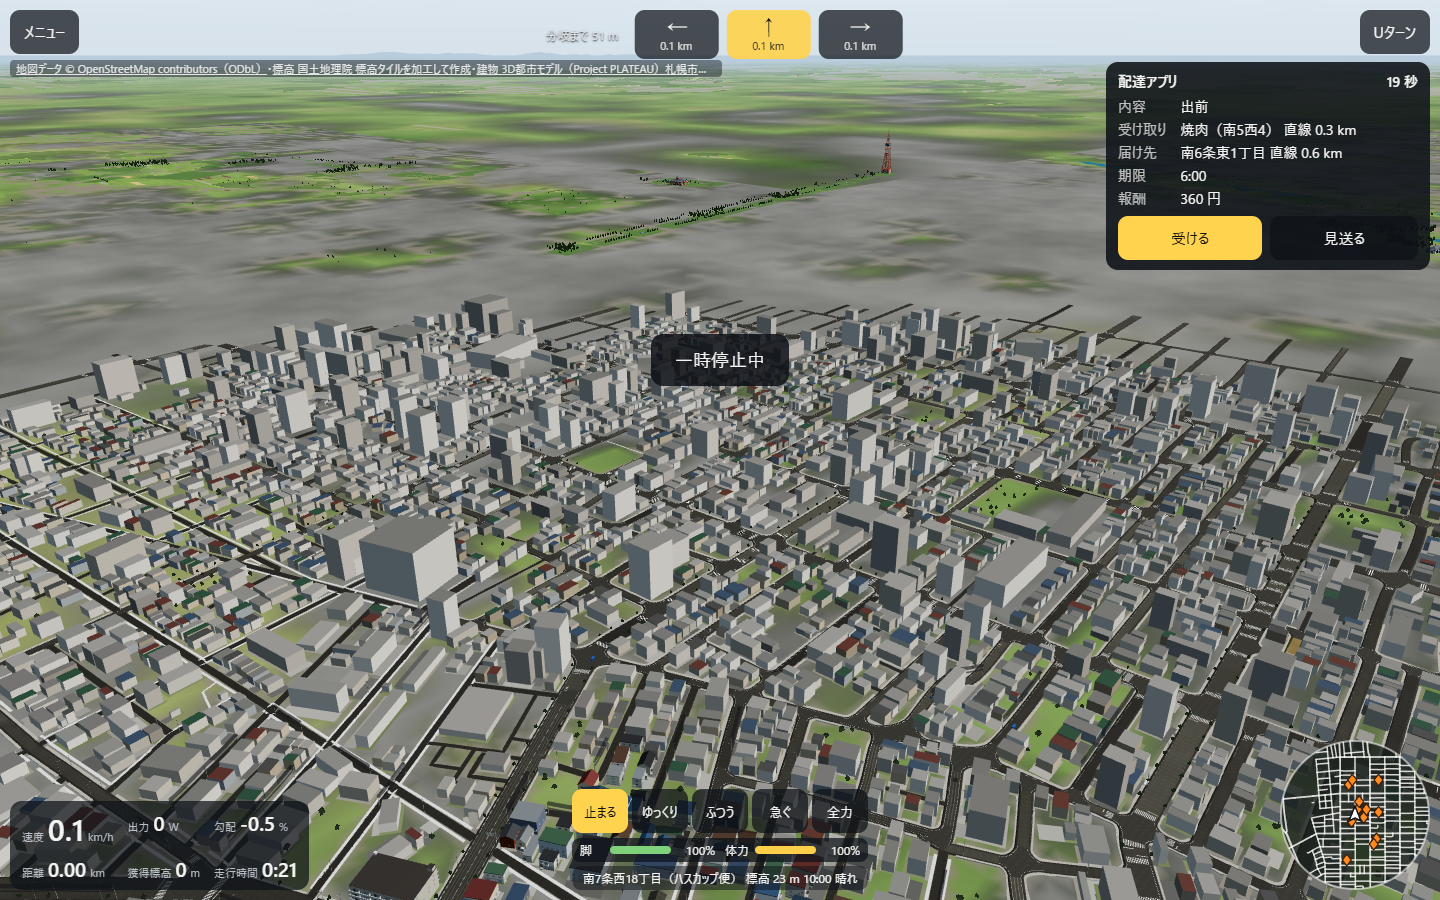 メニュー
分岐まで 51 m
←
0.1 km
↑
0.1 km
→
0.1 km
Uターン
地図データ © OpenStreetMap contributors（ODbL）・標高 国土地理院 標高タイルを加工して作成・建物 3D都市モデル（Project PLATEAU）札幌市...
配達アプリ 19 秒
内容 出前
受け取り 焼肉（南5西4） 直線 0.3 km
届け先 南6条東1丁目 直線 0.6 km
期限 6:00
報酬 360 円
受ける 見送る
一時停止中
速度 0.1 km/h 出力 0 W 勾配 -0.5 %
距離 0.00 km 獲得標高 0 m 走行時間 0:21
止まる ゆっくり ふつう 急ぐ 全力
脚 100% 体力 100%
南7条西18丁目（ハスカップ便） 標高 23 m 10:00 晴れ